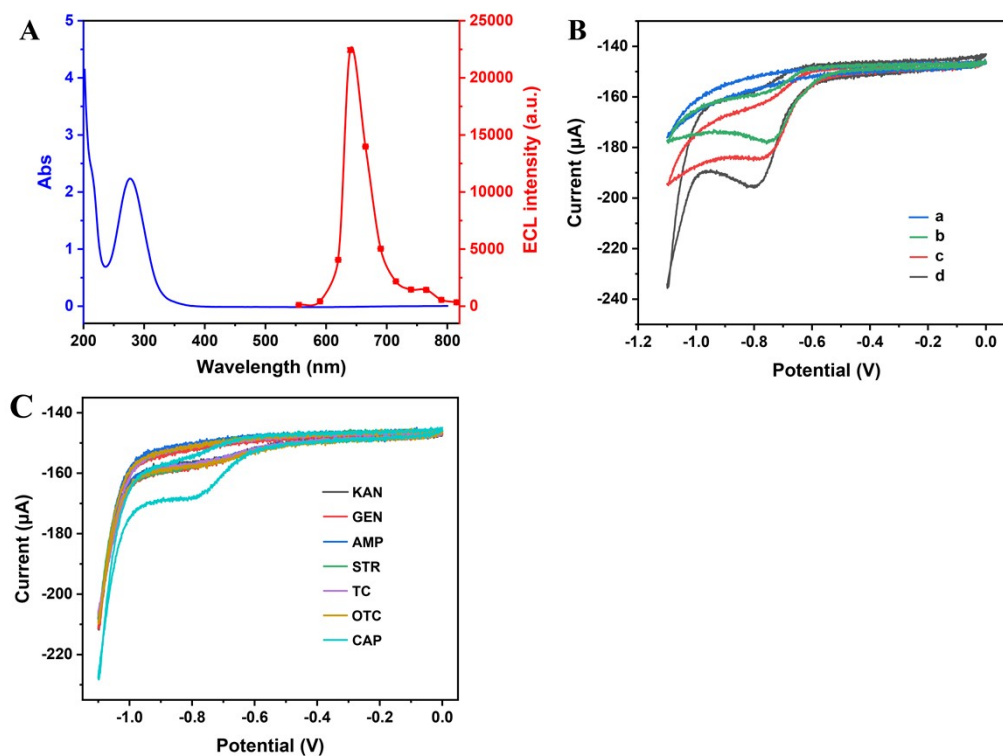 A
5
4
3
2
1
0
Abs
25000
20000
15000
10000
5000
0
ECL intensity (a.u.)
200 300 400 500 600 700 800
Wavelength (nm)
B
-140
-160
-180
-200
-220
-240
Current (μA)
a
b
c
d
-1.2 -1.0 -0.8 -0.6 -0.4 -0.2 0.0
Potential (V)
C
-140
-160
-180
-200
-220
Current (μA)
KAN
GEN
AMP
STR
TC
OTC
CAP
-1.0 -0.8 -0.6 -0.4 -0.2 0.0
Potential (V)